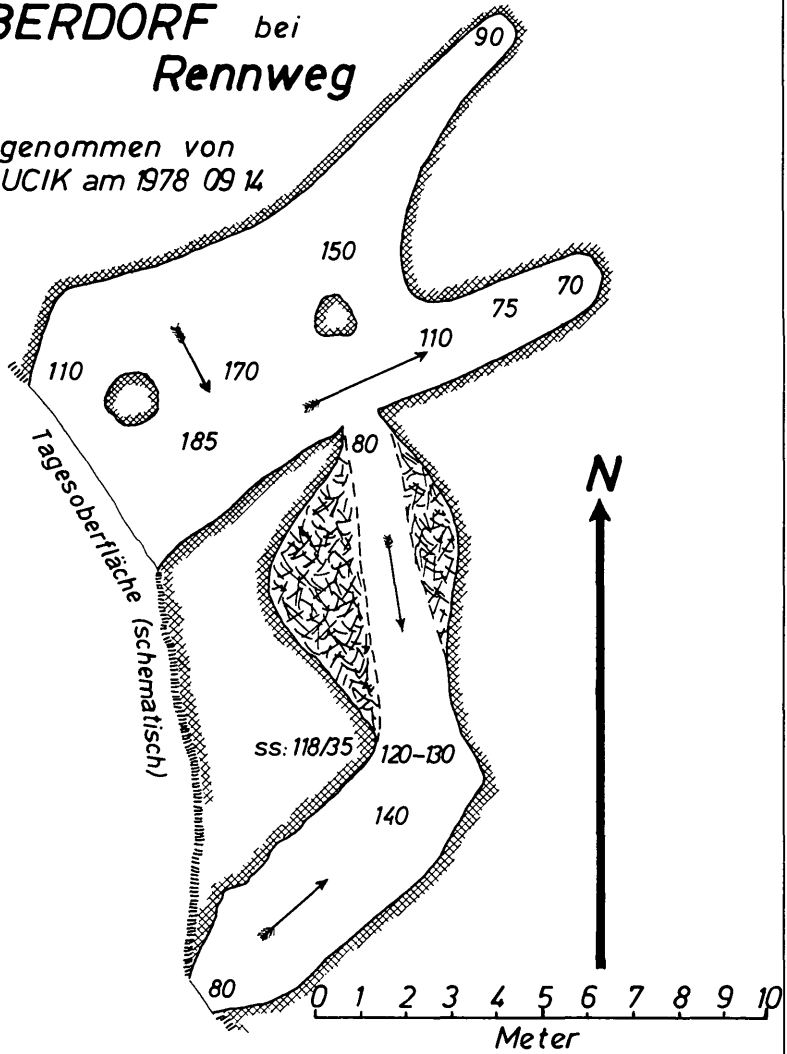 BERDORF bei
Rennweg
genommen von
UCIK am 1978 09 14
90
150
70
75
110
110
170
185
80
Tagesoberfläche (schematisch)
N
ss: 118/35
120-130
140
80
0 1 2 3 4 5 6 7 8 9 10
Meter